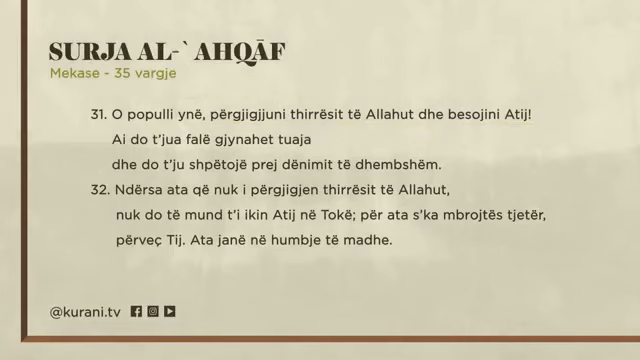 SURJA AL-`AHQĀF
Mekase - 35 vargje
31. O populli ynë, përgjigjjuni thirrësit të Allahut dhe besojini Atij!
Ai do t'jua falë gjynahet tuaja
dhe do t'ju shpëtojë prej dënimit të dhembshëm.
32. Ndërsa ata që nuk i përgjigjen thirrësit të Allahut,
nuk do të mund t'i ikin Atij në Tokë; për ata s'ka mbrojtës tjetër,
përveç Tij. Ata janë në humbje të madhe.
@kurani.tv